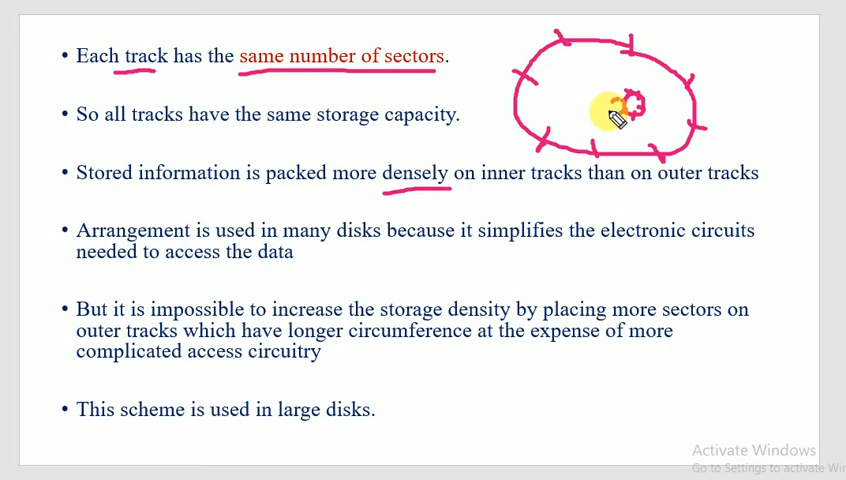 • Each track has the same number of sectors.
• So all tracks have the same storage capacity.
• Stored information is packed more densely on inner tracks than on outer tracks
• Arrangement is used in many disks because it simplifies the electronic circuits
needed to access the data
• But it is impossible to increase the storage density by placing more sectors on
outer tracks which have longer circumference at the expense of more
complicated access circuitry
• This scheme is used in large disks.
Activate Windows
Go to Settings to activate Wir